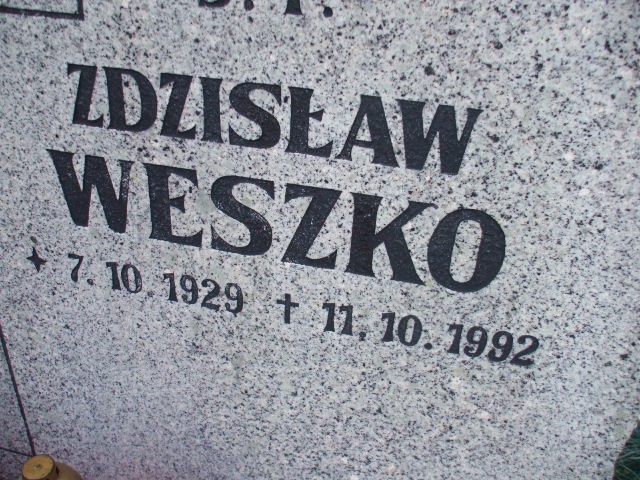 Ś. P.
ZDZISŁAW
WESZKO
7.10 1929 † 11.10.1992